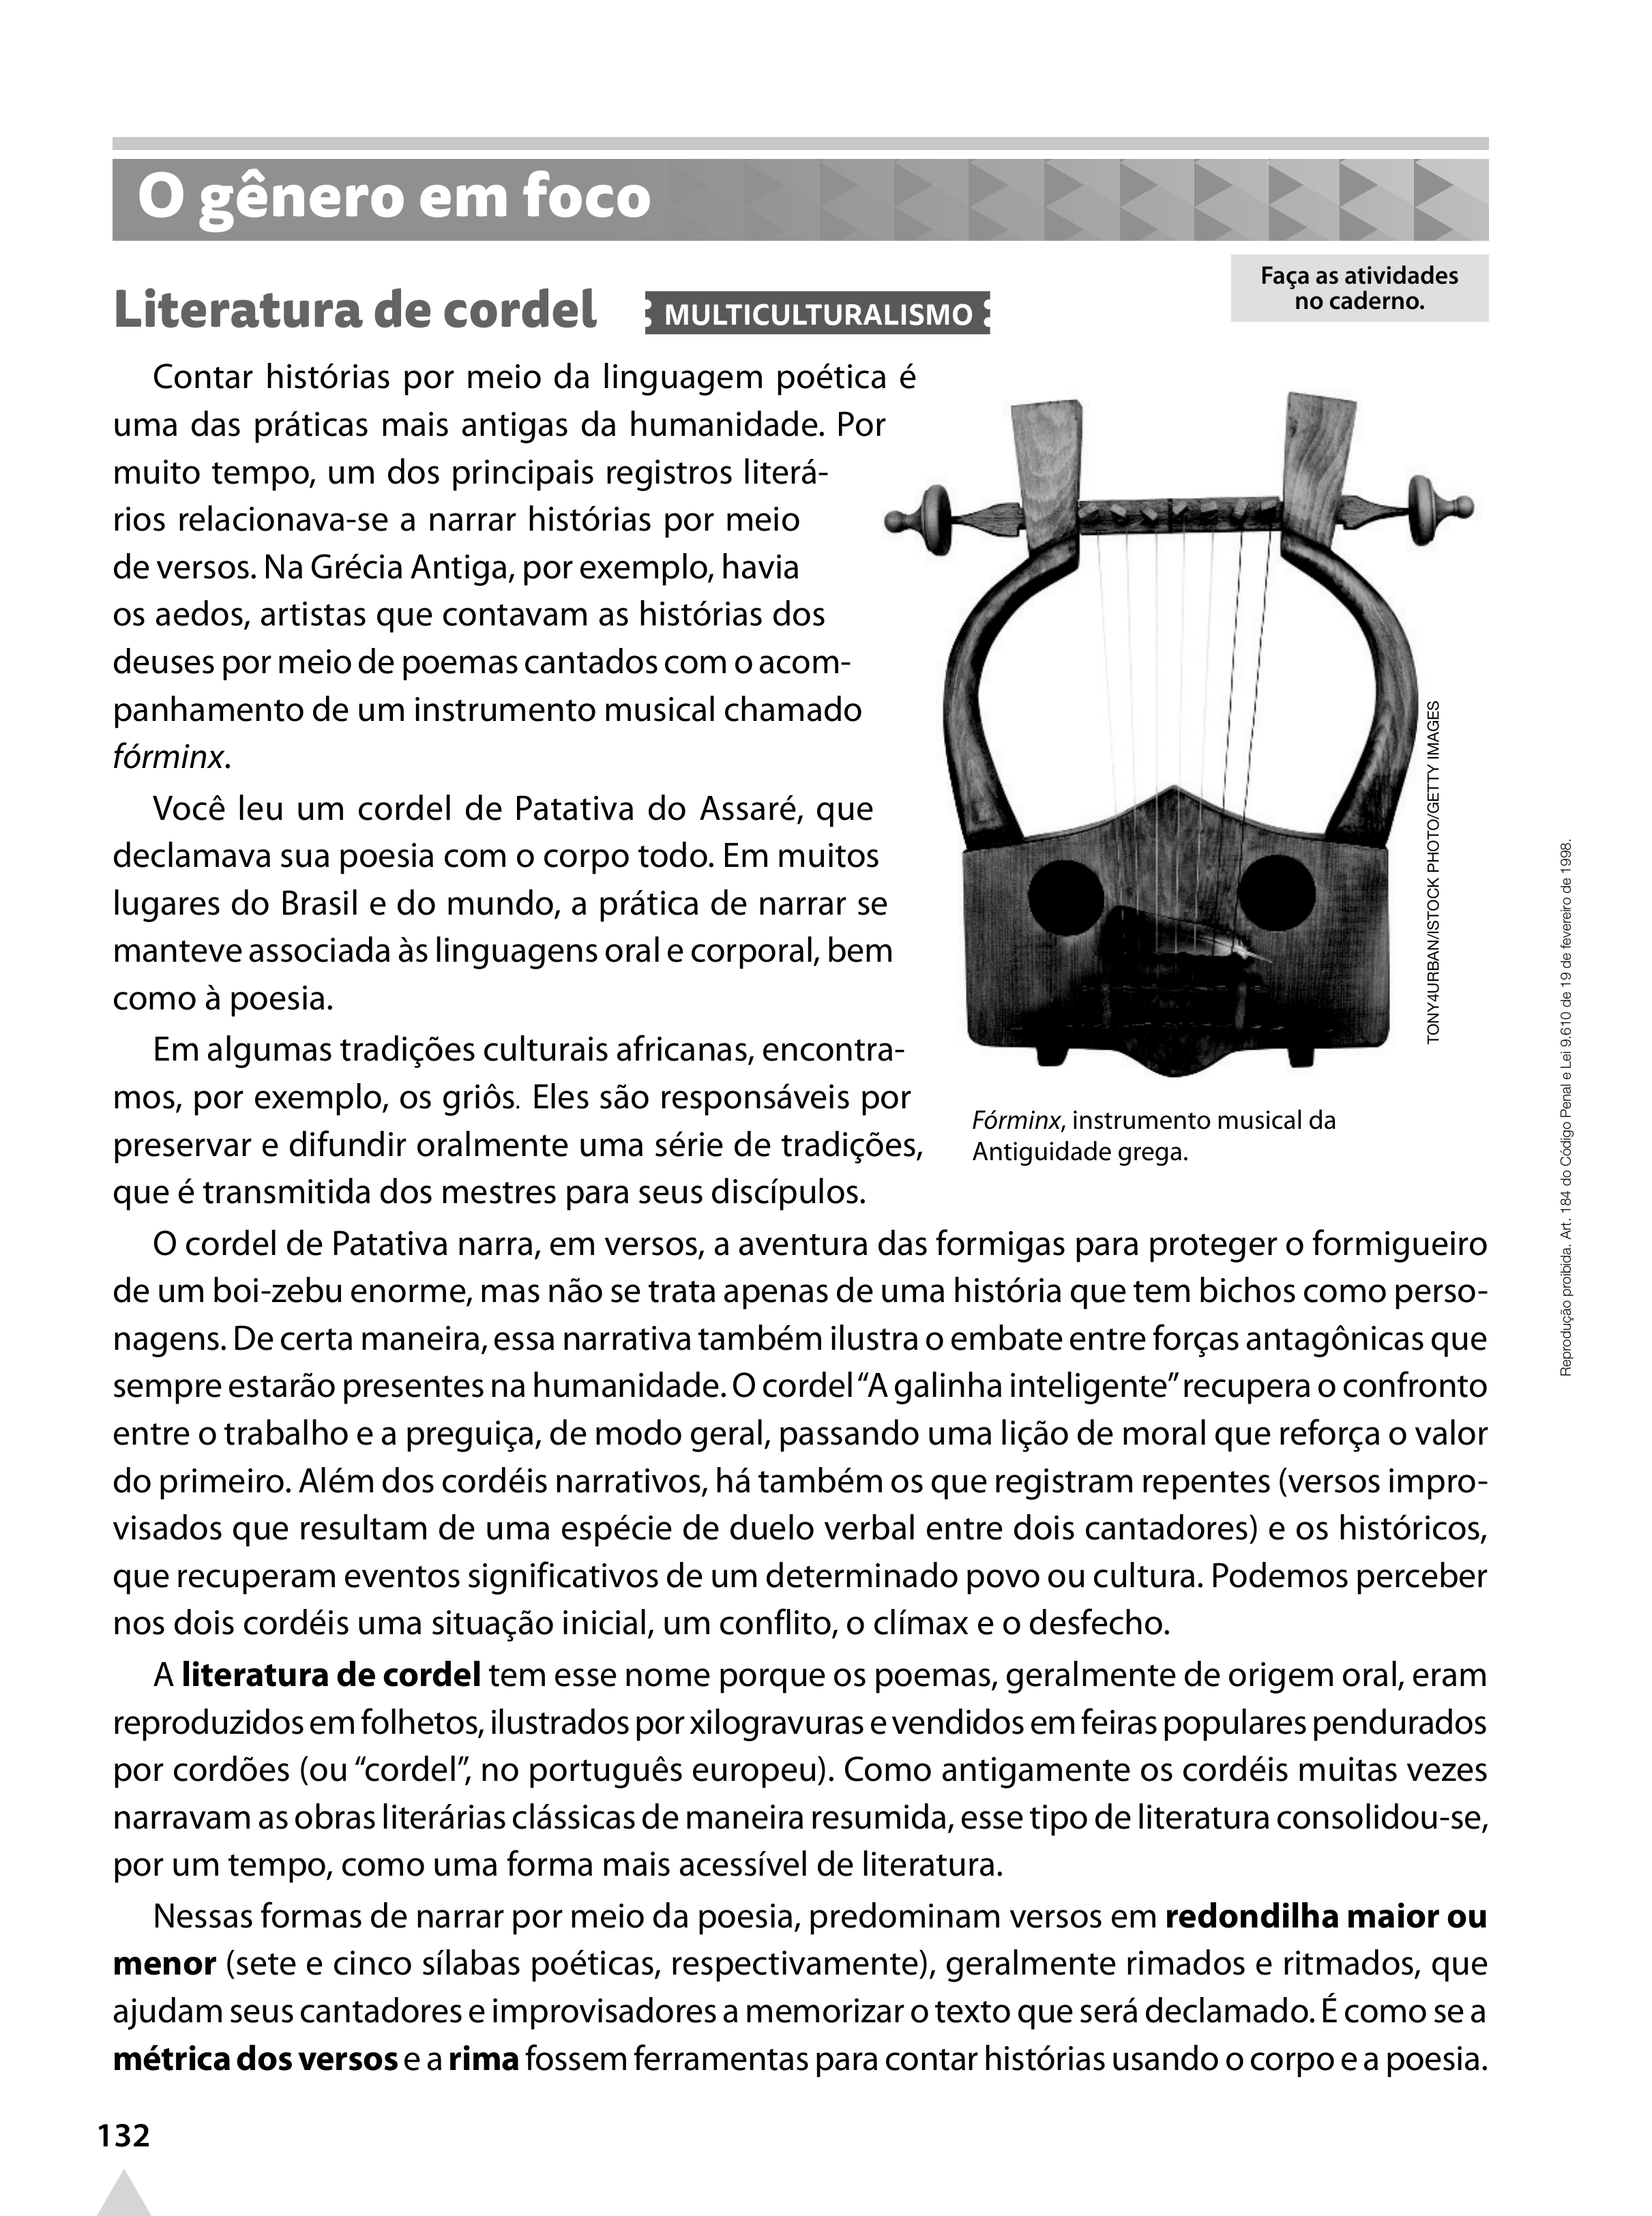 O gênero em foco
Faça as atividades
no caderno.
Literatura de cordel
MULTICULTURALISMO
Contar histórias por meio da linguagem poética é
uma das práticas mais antigas da humanidade. Por
muito tempo, um dos principais registros literá-
rios relacionava-se a narrar histórias por meio
de versos. Na Grécia Antiga, por exemplo, havia
os aedos, artistas que contavam as histórias dos
deuses por meio de poemas cantados com o acom-
panhamento de um instrumento musical chamado
fórminx.
Você leu um cordel de Patativa do Assaré, que
declamava sua poesia com o corpo todo. Em muitos
lugares do Brasil e do mundo, a prática de narrar se
manteve associada às linguagens oral e corporal, bem
como à poesia.
Em algumas tradições culturais africanas, encontra-
mos, por exemplo, os griôs. Eles são responsáveis por
preservar e difundir oralmente uma série de tradições,
que é transmitida dos mestres para seus discípulos.
TONY4URBAN/ISTOCK PHOTO/GETTY IMAGES
Fórminx, instrumento musical da
Antiguidade grega.
O cordel de Patativa narra, em versos, a aventura das formigas para proteger o formigueiro
de um boi-zebu enorme, mas não se trata apenas de uma história que tem bichos como perso-
nagens. De certa maneira, essa narrativa também ilustra o embate entre forças antagônicas que
sempre estarão presentes na humanidade. O cordel “A galinha inteligente” recupera o confronto
entre o trabalho e a preguiça, de modo geral, passando uma lição de moral que reforça o valor
do primeiro. Além dos cordéis narrativos, há também os que registram repentes (versos impro-
visados que resultam de uma espécie de duelo verbal entre dois cantadores) e os históricos,
que recuperam eventos significativos de um determinado povo ou cultura. Podemos perceber
nos dois cordéis uma situação inicial, um conflito, o clímax e o desfecho.
A literatura de cordel tem esse nome porque os poemas, geralmente de origem oral, eram
reproduzidos em folhetos, ilustrados por xilogravuras e vendidos em feiras populares pendurados
por cordões (ou “cordel”, no português europeu). Como antigamente os cordéis muitas vezes
narravam as obras literárias clássicas de maneira resumida, esse tipo de literatura consolidou-se,
por um tempo, como uma forma mais acessível de literatura.
Nessas formas de narrar por meio da poesia, predominam versos em redondilha maior ou
menor (sete e cinco sílabas poéticas, respectivamente), geralmente rimados e ritmados, que
ajudam seus cantadores e improvisadores a memorizar o texto que será declamado. É como se a
métrica dos versos e a rima fossem ferramentas para contar histórias usando o corpo e a poesia.
Reprodução proibida. Art. 184 do Código Penal e Lei 9.610 de 19 de fevereiro de 1998.
132